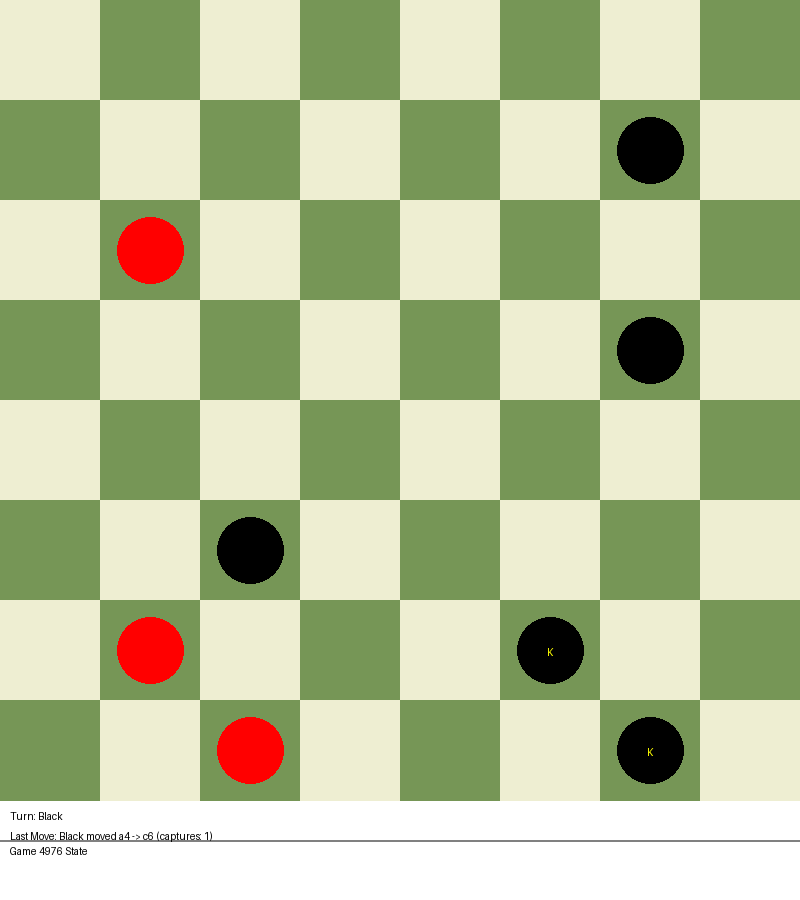 K
K
Turn: Black
Last Move: Black moved a4 -> c6 (captures: 1)
Game 4976 State